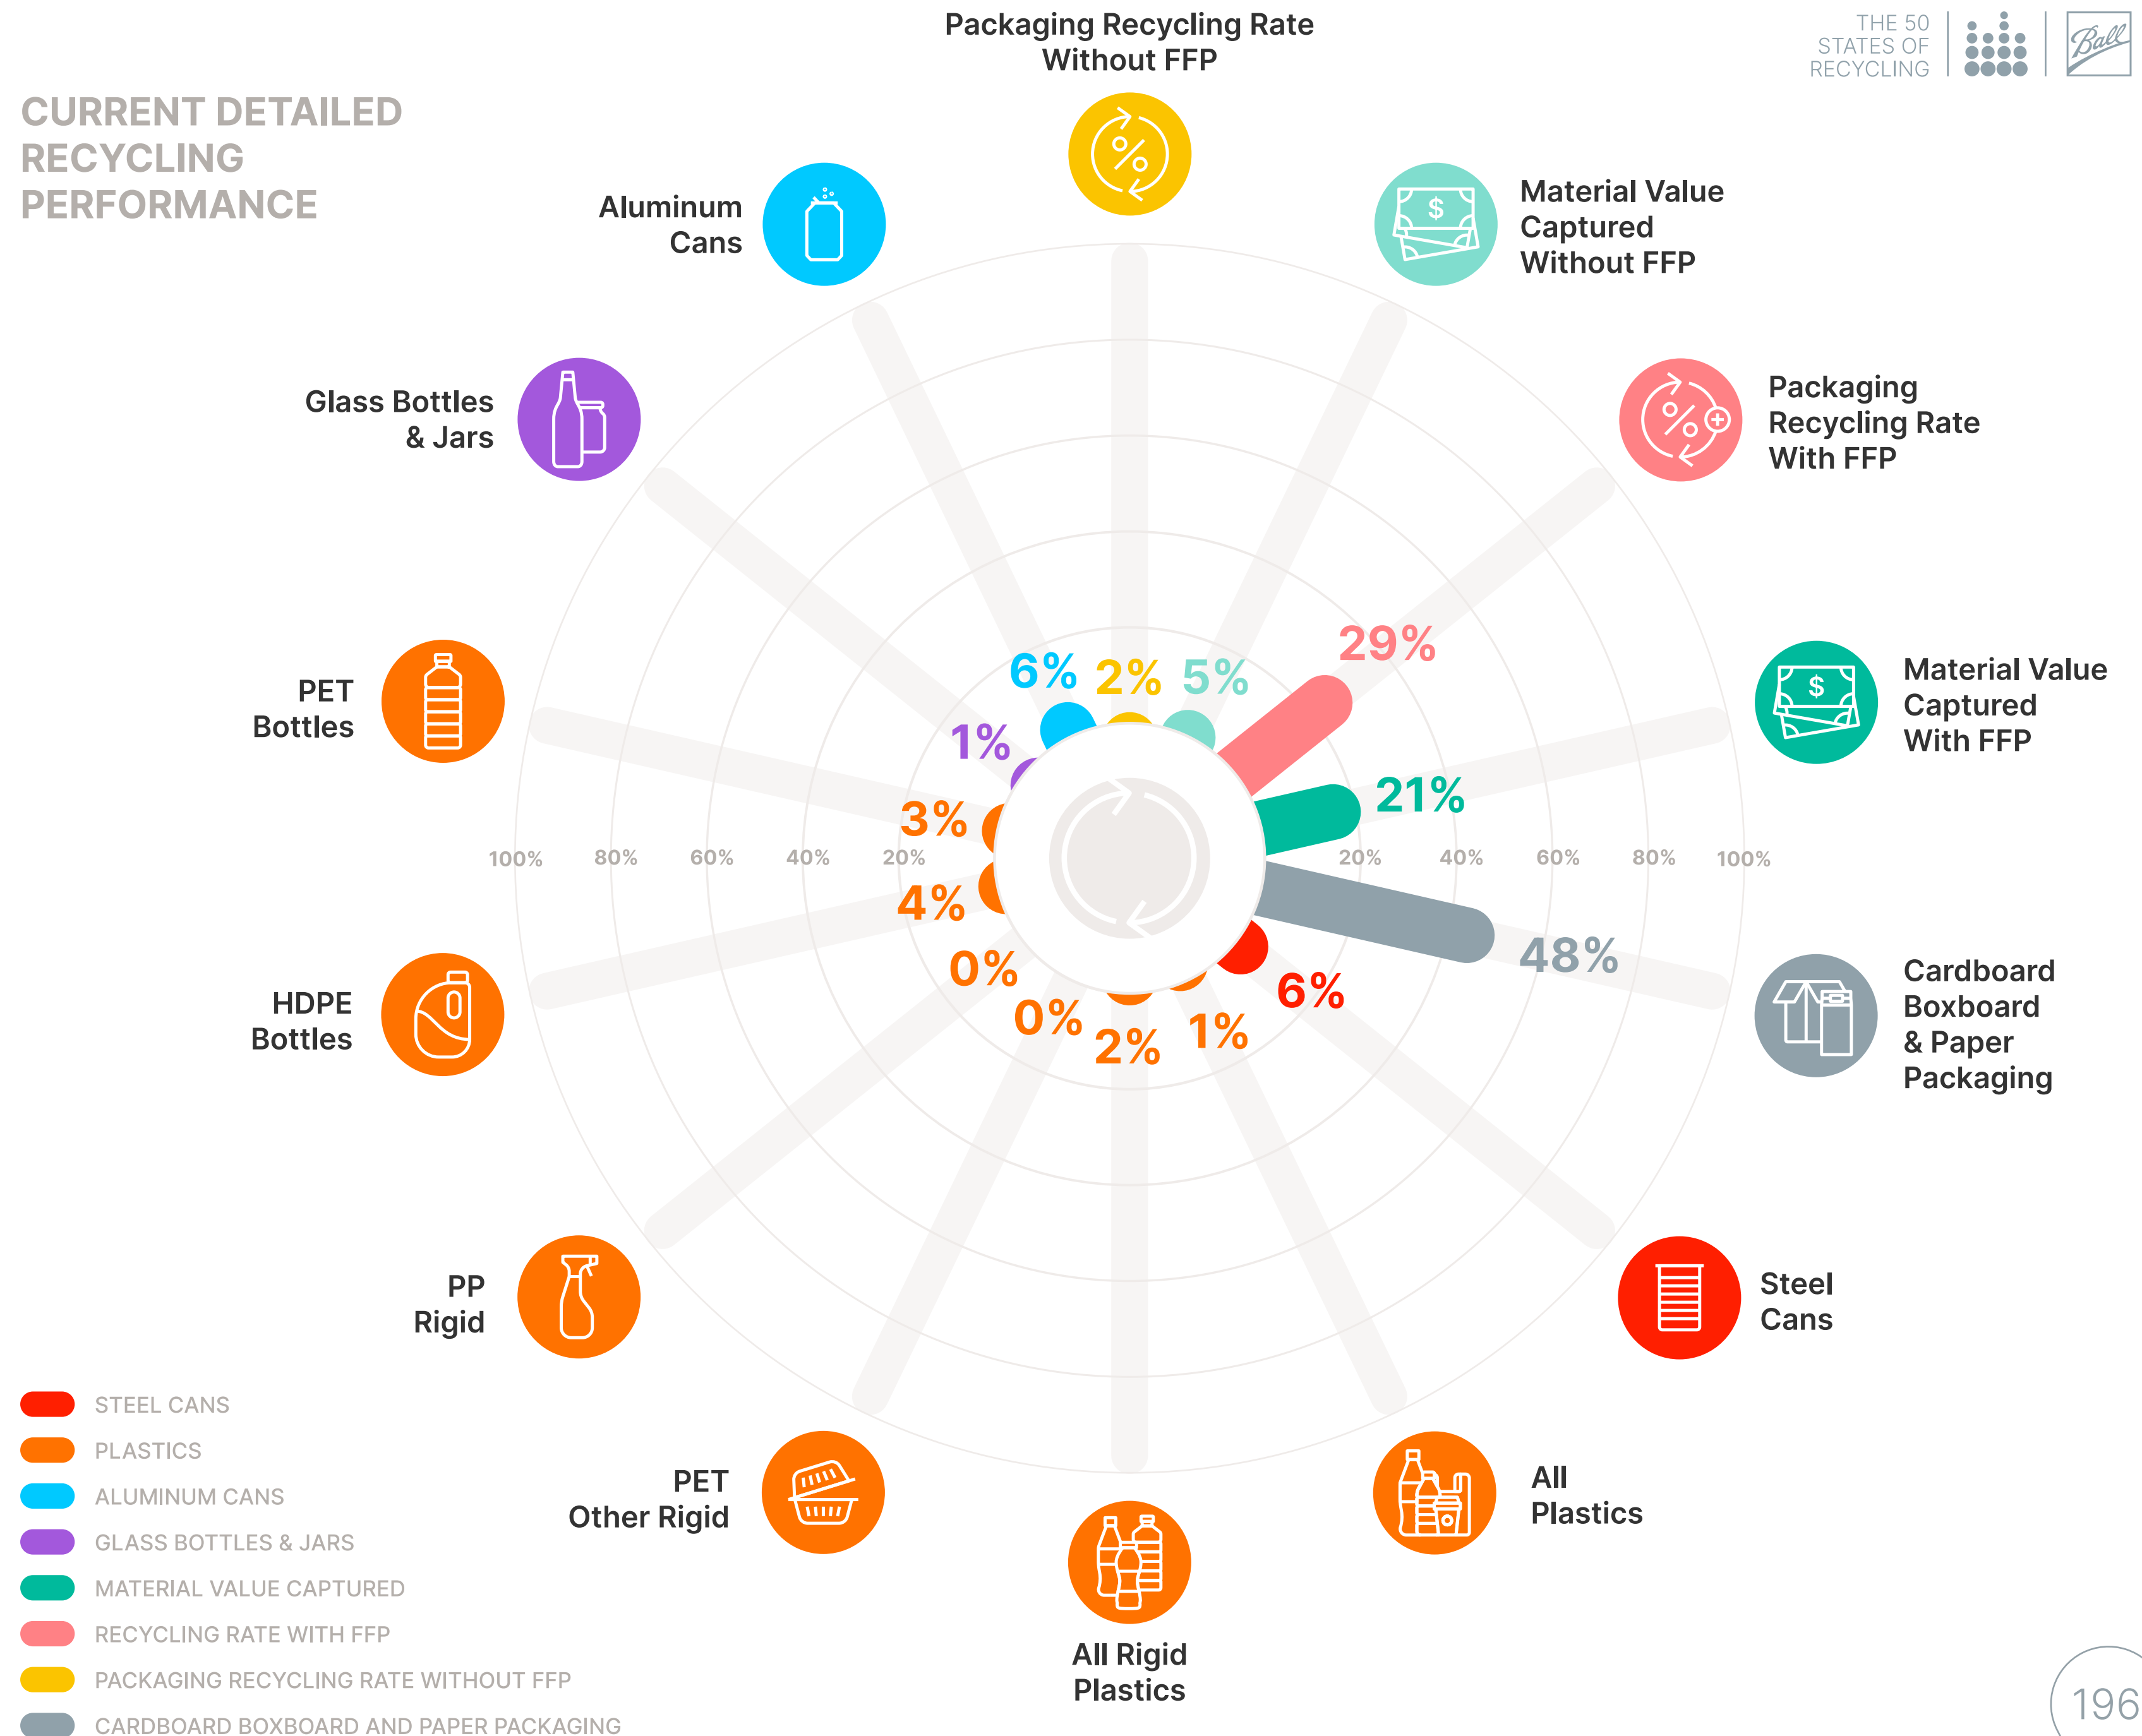 Packaging Recycling Rate
Without FFP
THE 50
STATES OF
RECYCLING
Ball
CURRENT DETAILED
RECYCLING
PERFORMANCE
Aluminum
Cans
Material Value
Captured
Without FFP
$
Glass Bottles
& Jars
Packaging
Recycling Rate
With FFP
%
%
PET
Bottles
Material Value
Captured
With FFP
$
29%
6%
2%
5%
1%
21%
3%
100%
80%
60%
40%
20%
20%
40%
60%
80%
100%
4%
48%
0%
6%
0%
2%
1%
HDPE
Bottles
Cardboard
Boxboard
& Paper
Packaging
PP
Rigid
Steel
Cans
PET
Other Rigid
All
Plastics
All Rigid
Plastics
STEEL CANS
PLASTICS
ALUMINUM CANS
GLASS BOTTLES & JARS
MATERIAL VALUE CAPTURED
RECYCLING RATE WITH FFP
PACKAGING RECYCLING RATE WITHOUT FFP
CARDBOARD BOXBOARD AND PAPER PACKAGING
196